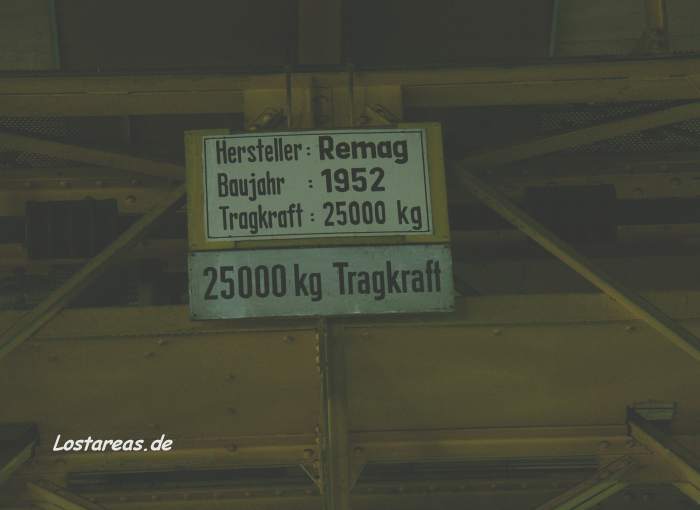 Hersteller: Remag
Baujahr : 1952
Tragkraft: 25000 kg
25000 kg Tragkraft
Lostareas.de